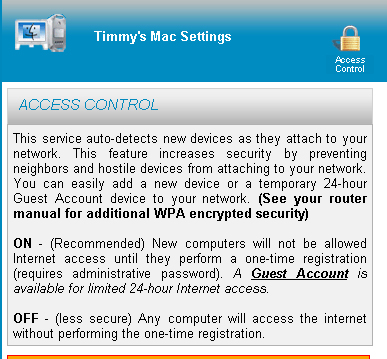 Timmy's Mac Settings
Access
Control
ACCESS CONTROL
This service auto-detects new devices as they attach to your
network. This feature increases security by preventing
neighbors and hostile devices from attaching to your network.
You can easily add a new device or a temporary 24-hour
Guest Account device to your network. (See your router
manual for additional WPA encrypted security)
ON - (Recommended) New computers will not be allowed
Internet access until they perform a one-time registration
(requires administrative password). A Guest Account is
available for limited 24-hour Internet access.
OFF - (less secure) Any computer will access the internet
without performing the one-time registration.